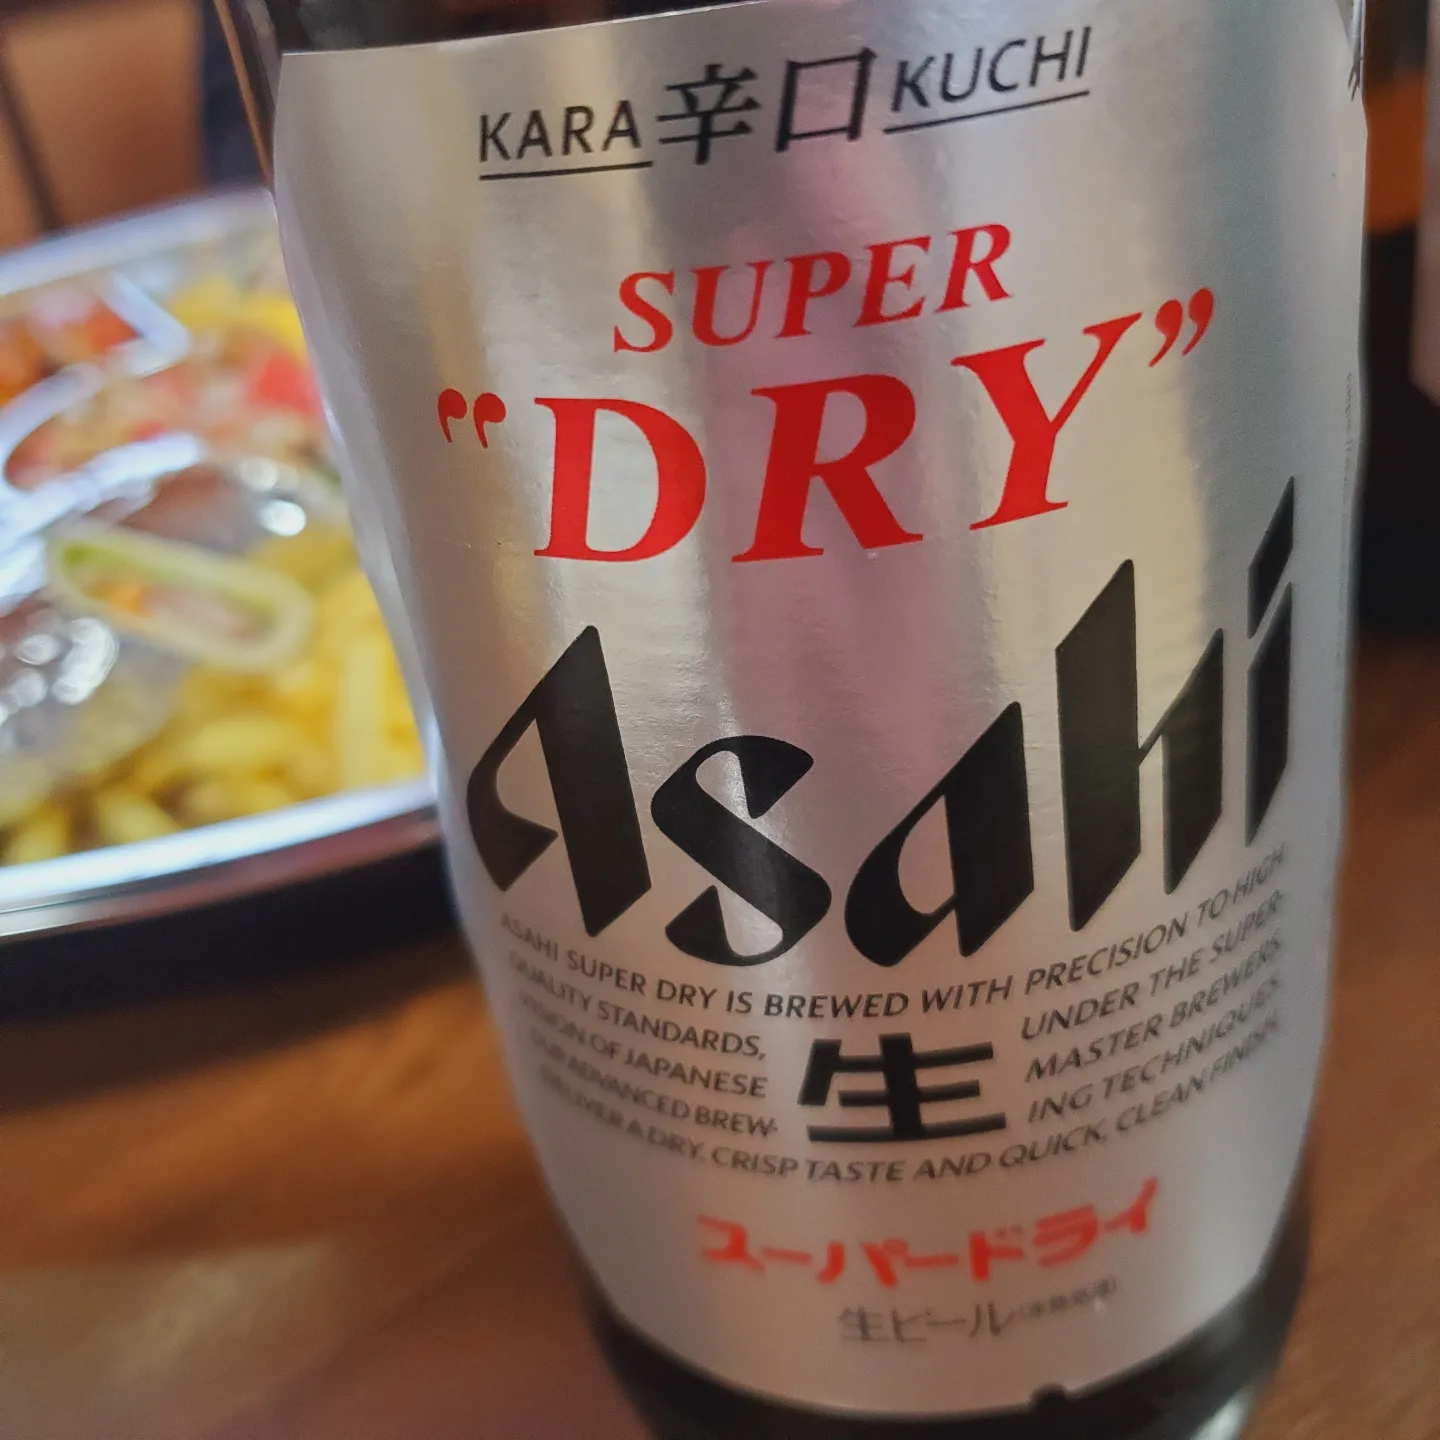 KARA 辛口 KUCHI
SUPER
“DRY”
Asahi
ASAHI SUPER DRY IS BREWED WITH PRECISION TO HIGH
QUALITY STANDARDS, UNDER THE SUPER-
VISION OF JAPANESE MASTER BREWERS.
OUR ADVANCED BREW- 生 ING TECHNIQUES
DELIVER A DRY, CRISP TASTE AND QUICK, CLEAN FINISH.
スーパードライ
生ビール